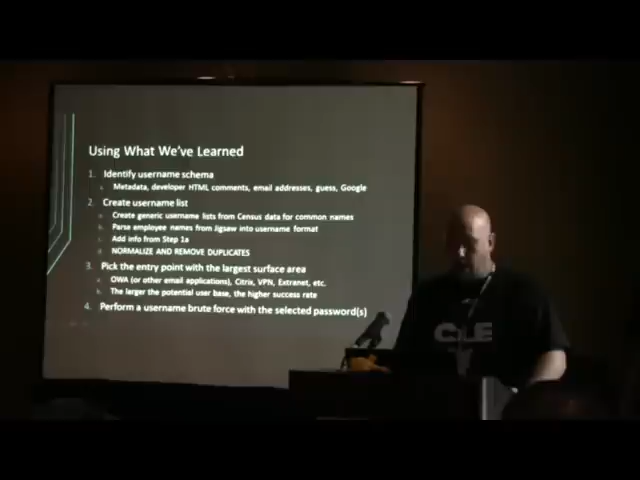 Using What We've Learned
1. Identify username schema
a. Metadata, developer HTML comments, email addresses, guess, Google
2. Create username list
a. Create generic username lists from Census data for common names
b. Parse employee names from Jigsaw into username format
c. Add info from Step 1a
d. NORMALIZE AND REMOVE DUPLICATES
3. Pick the entry point with the largest surface area
a. OWA (or other email applications), Citrix, VPN, Extranet, etc.
b. The larger the potential user base, the higher success rate
4. Perform a username brute force with the selected password(s)